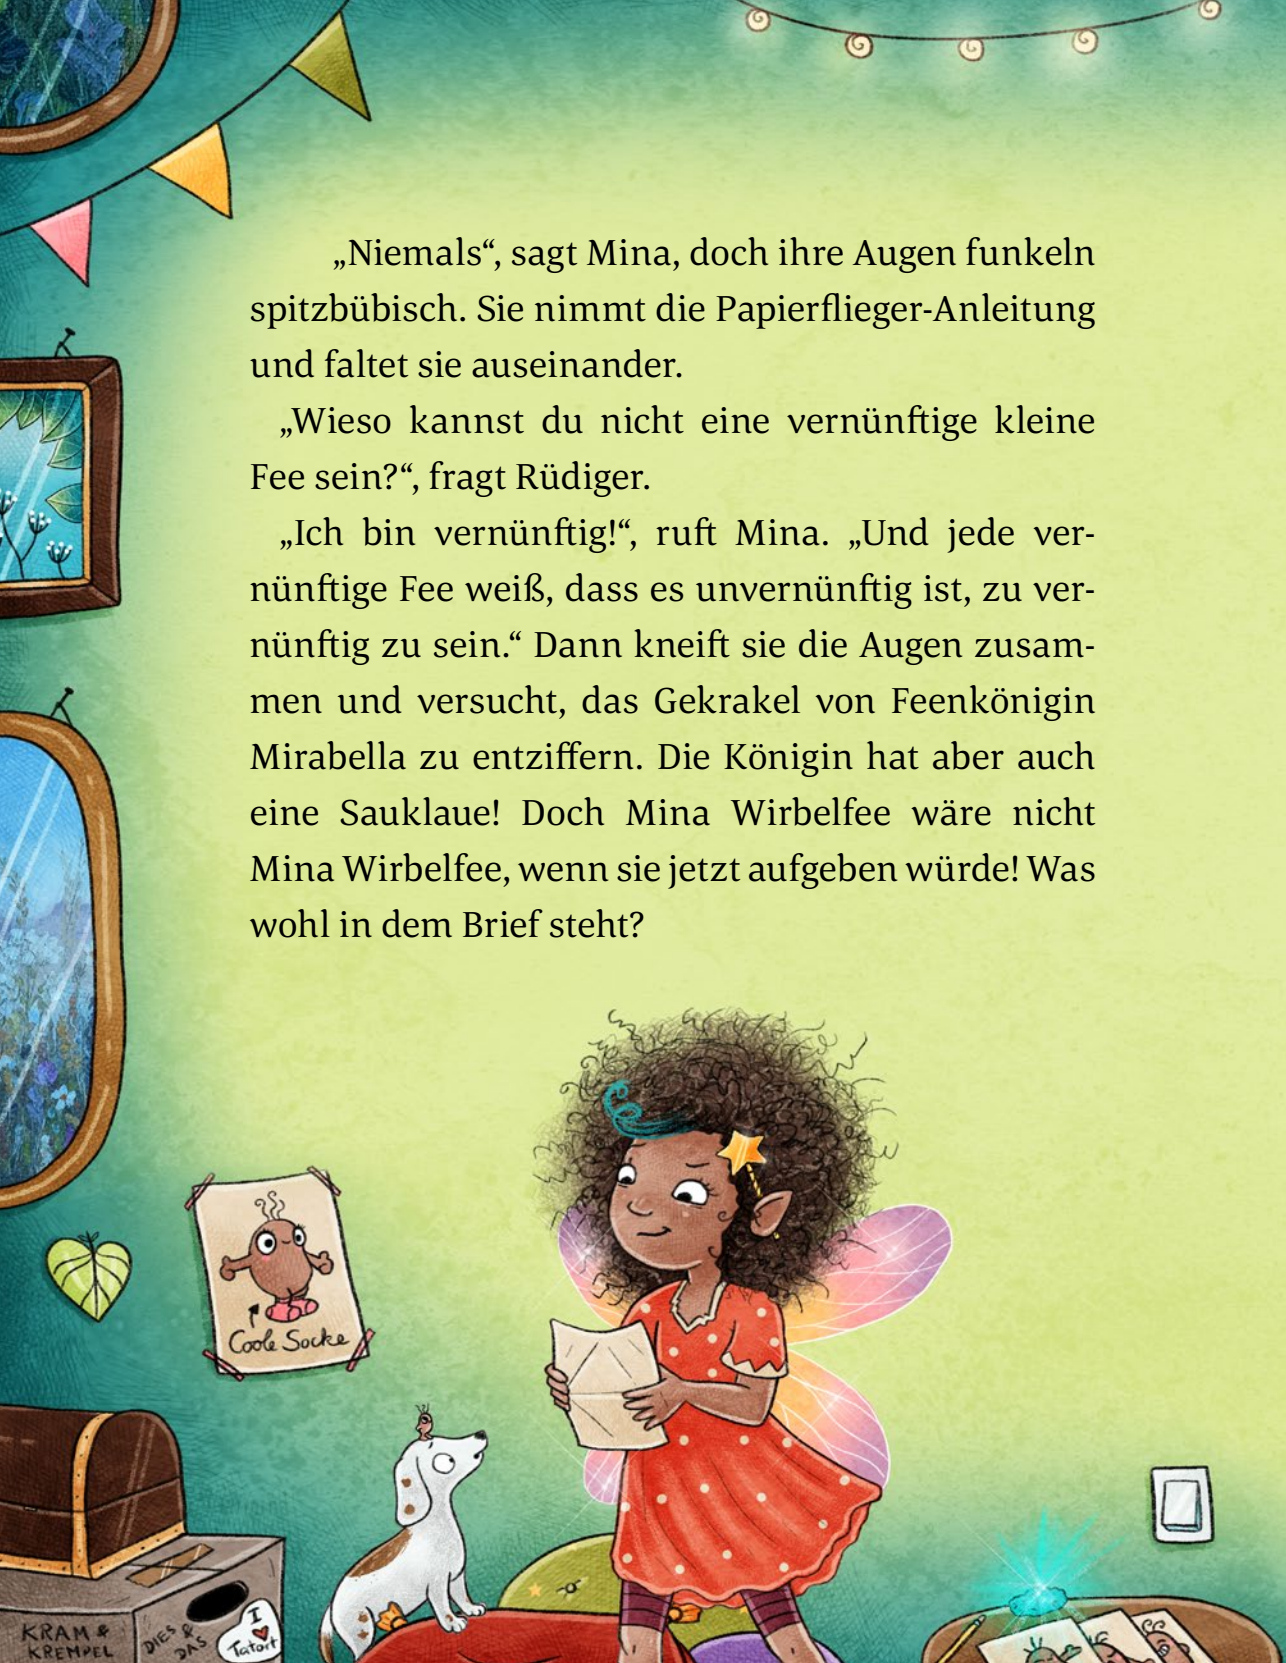 „Niemals“, sagt Mina, doch ihre Augen funkeln
spitzbübisch. Sie nimmt die Papierflieger-Anleitung
und faltet sie auseinander.
„Wieso kannst du nicht eine vernünftige kleine
Fee sein?“, fragt Rüdiger.
„Ich bin vernünftig!“, ruft Mina. „Und jede ver-
nünftige Fee weiß, dass es unvernünftig ist, zu ver-
nünftig zu sein.“ Dann kneift sie die Augen zusam-
men und versucht, das Gekrakel von Feenkönigin
Mirabella zu entziffern. Die Königin hat aber auch
eine Sauklaue! Doch Mina Wirbelfee wäre nicht
Mina Wirbelfee, wenn sie jetzt aufgeben würde! Was
wohl in dem Brief steht?
Coole Socke
KRAM &
KREMPEL
DIES &
DAS
I
♥
Tatort